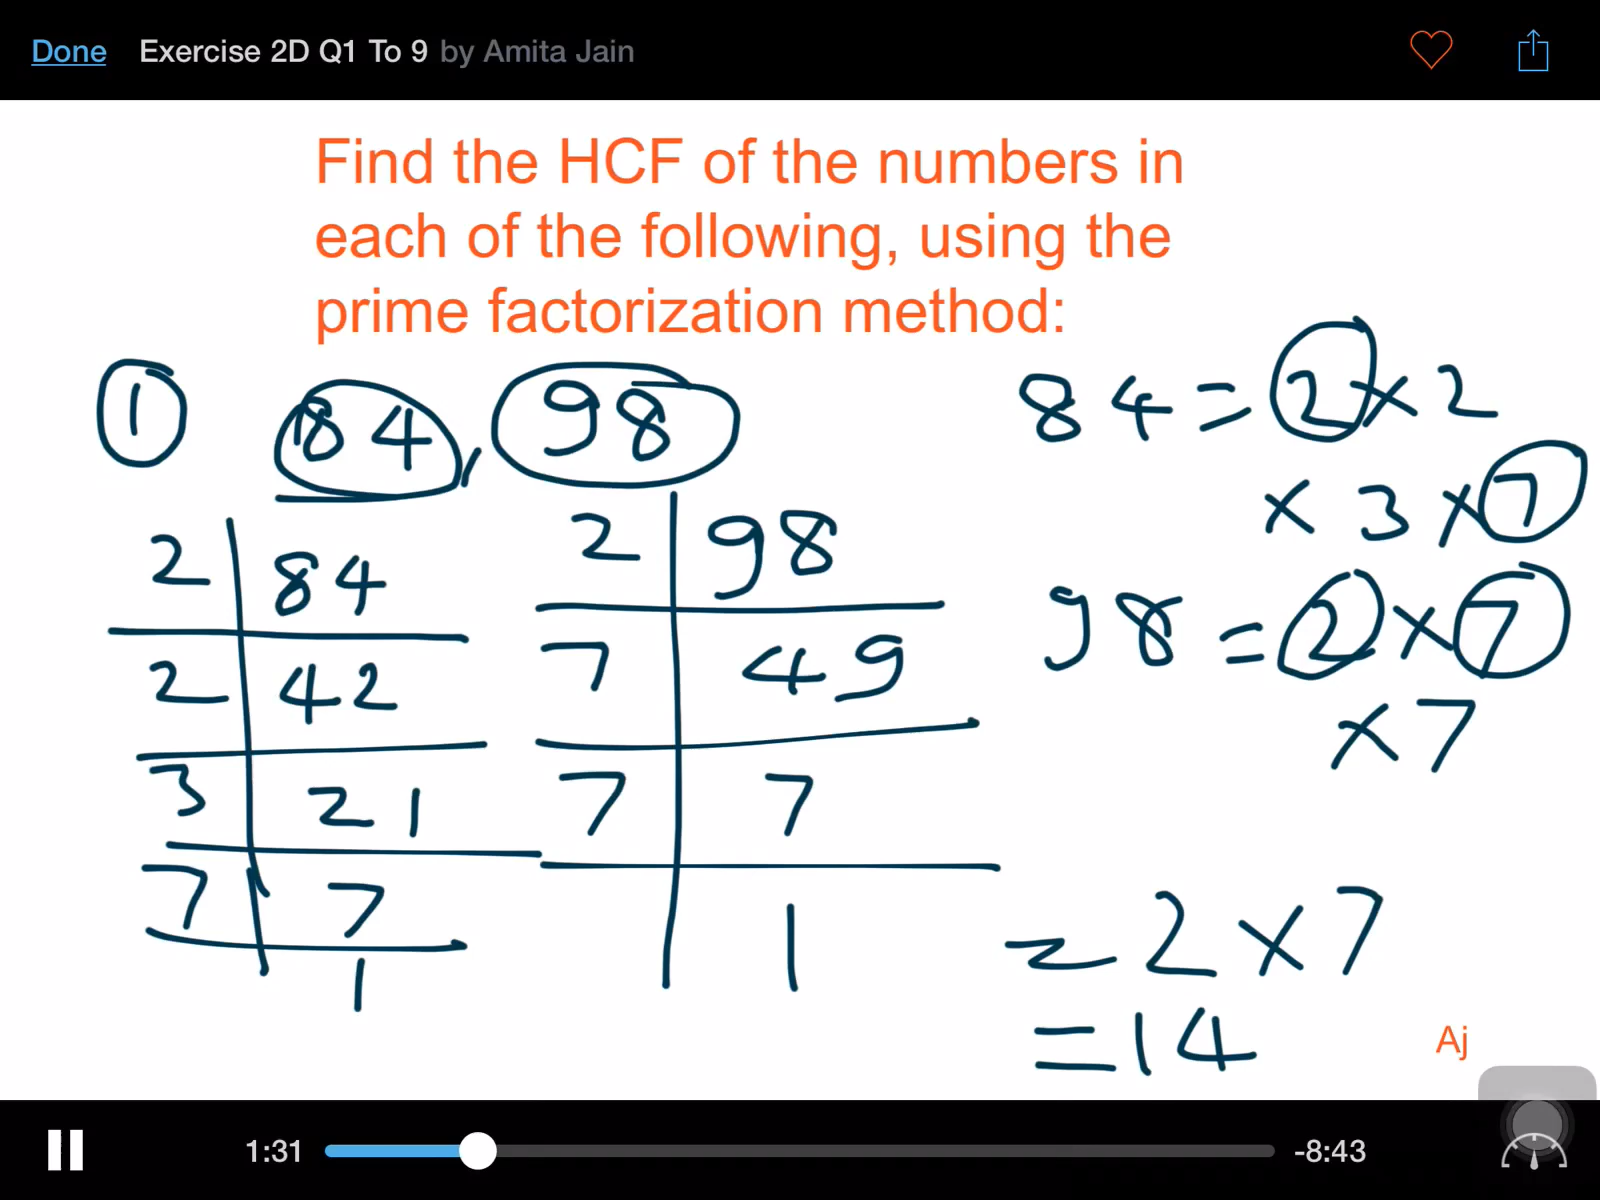 Done Exercise 2D Q1 To 9 by Amita Jain
Find the HCF of the numbers in
each of the following, using the
prime factorization method:
1 84, 98
2 84
2 42
3 21
7 7
1
2 98
7 49
7 7
1
84 = 2 x 2
x 3 x 7
98 = 2 x 7
x 7
= 2 x 7
= 14
Aj
1:31 -8:43